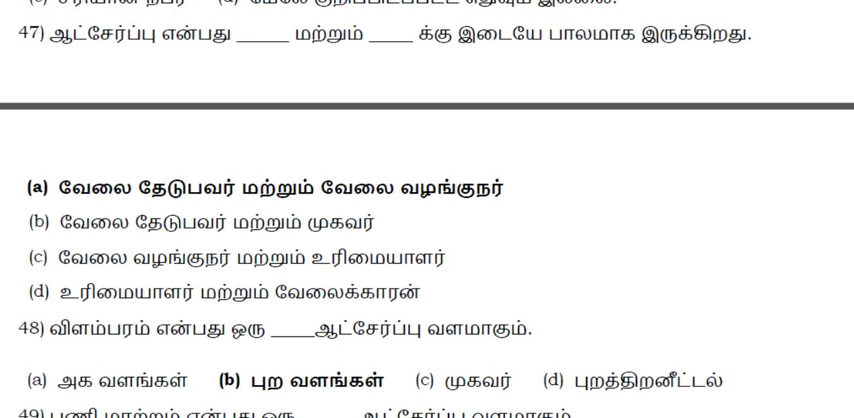 47) ஆட்சேர்ப்பு என்பது ______ மற்றும் _____ க்கு இடையே பாலமாக இருக்கிறது.
(a) வேலை தேடுபவர் மற்றும் வேலை வழங்குநர்
(b) வேலை தேடுபவர் மற்றும் முகவர்
(c) வேலை வழங்குநர் மற்றும் உரிமையாளர்
(d) உரிமையாளர் மற்றும் வேலைக்காரன்
48) விளம்பரம் என்பது ஒரு _____ஆட்சேர்ப்பு வளமாகும்.
(a) அக வளங்கள் (b) புற வளங்கள் (c) முகவர் (d) புறத்திறனீட்டல்